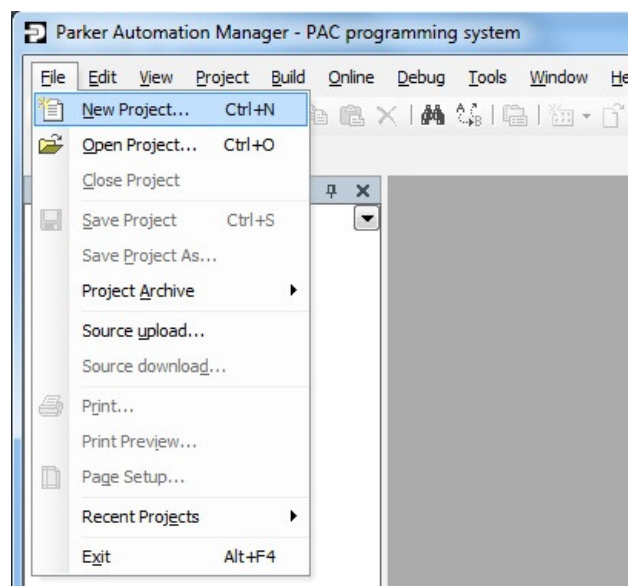 Parker Automation Manager - PAC programming system
File Edit View Project Build Online Debug Tools Window He
New Project... Ctrl+N
Open Project... Ctrl+O
Close Project
Save Project Ctrl+S
Save Project As...
Project Archive
Source upload...
Source download...
Print...
Print Preview...
Page Setup...
Recent Projects
Exit Alt+F4